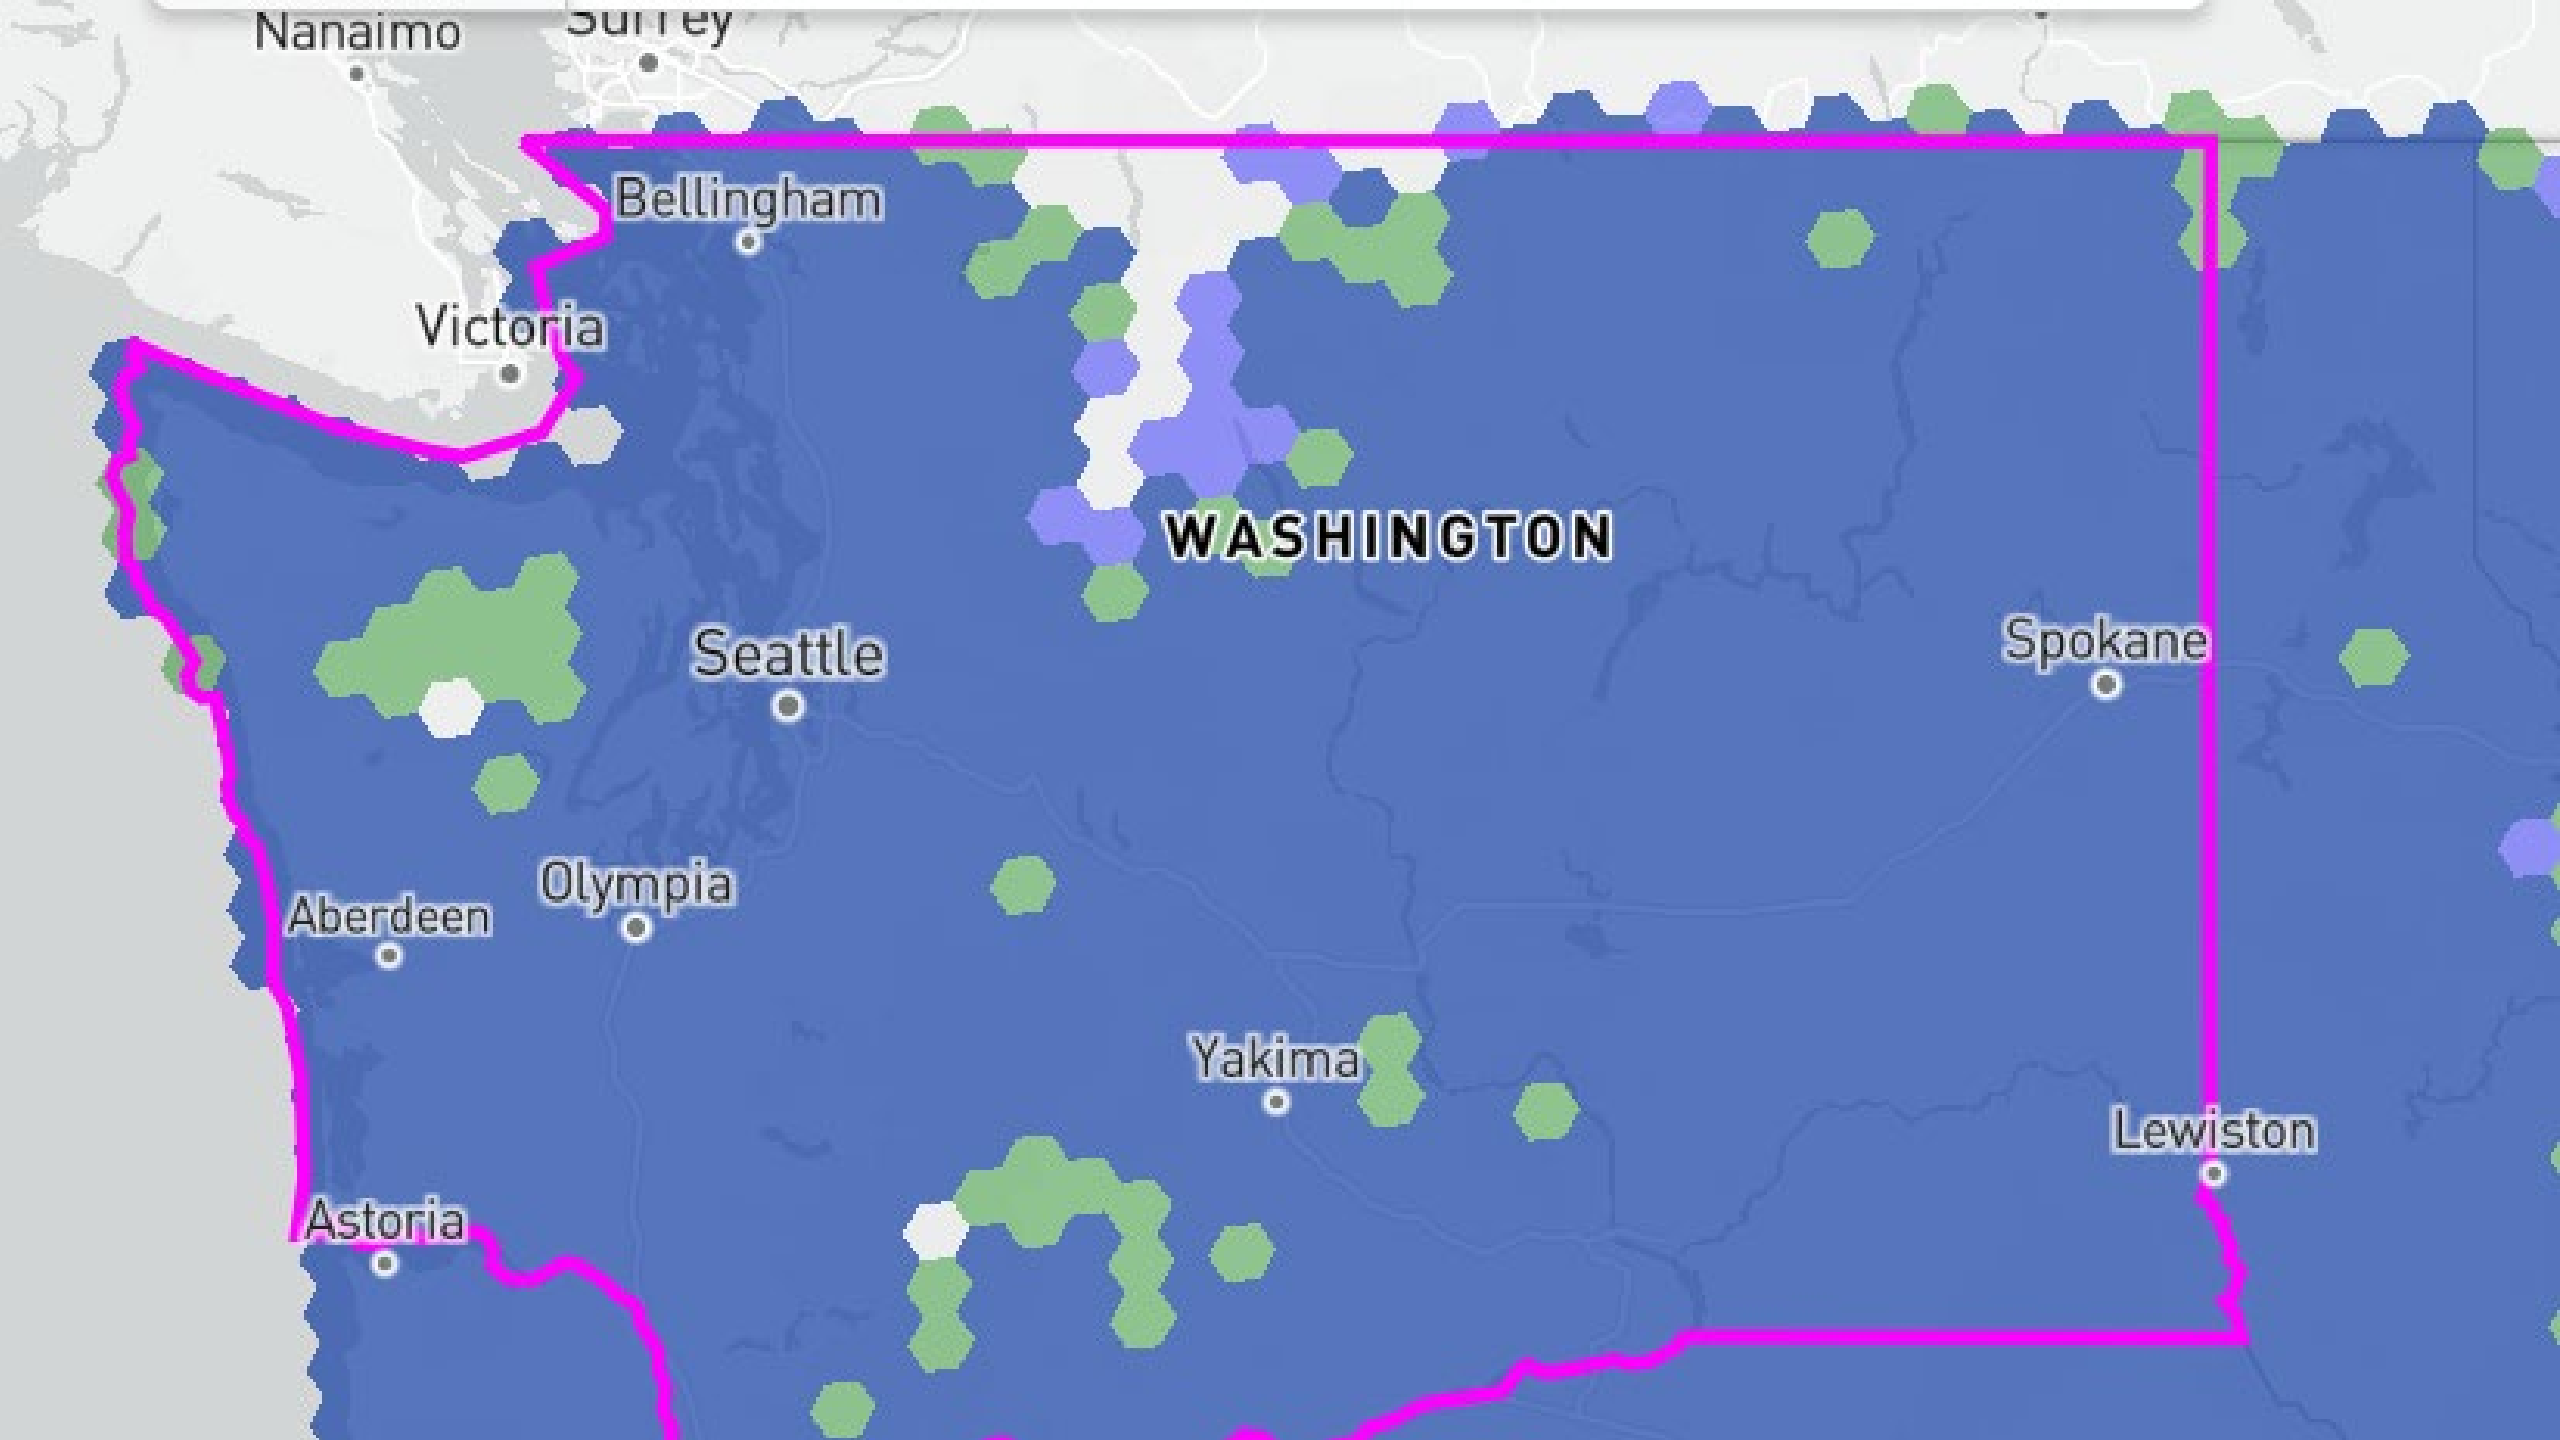 Nanaimo
Surrey
Bellingham
Victoria
WASHINGTON
Seattle
Spokane
Olympia
Aberdeen
Yakima
Lewiston
Astoria